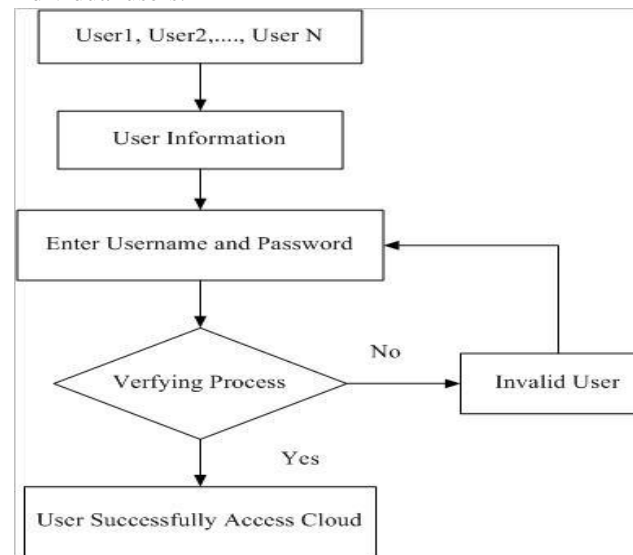 User1, User2,...., User N
User Information
Enter Username and Password
No
Verfying Process
Invalid User
Yes
User Successfully Access Cloud